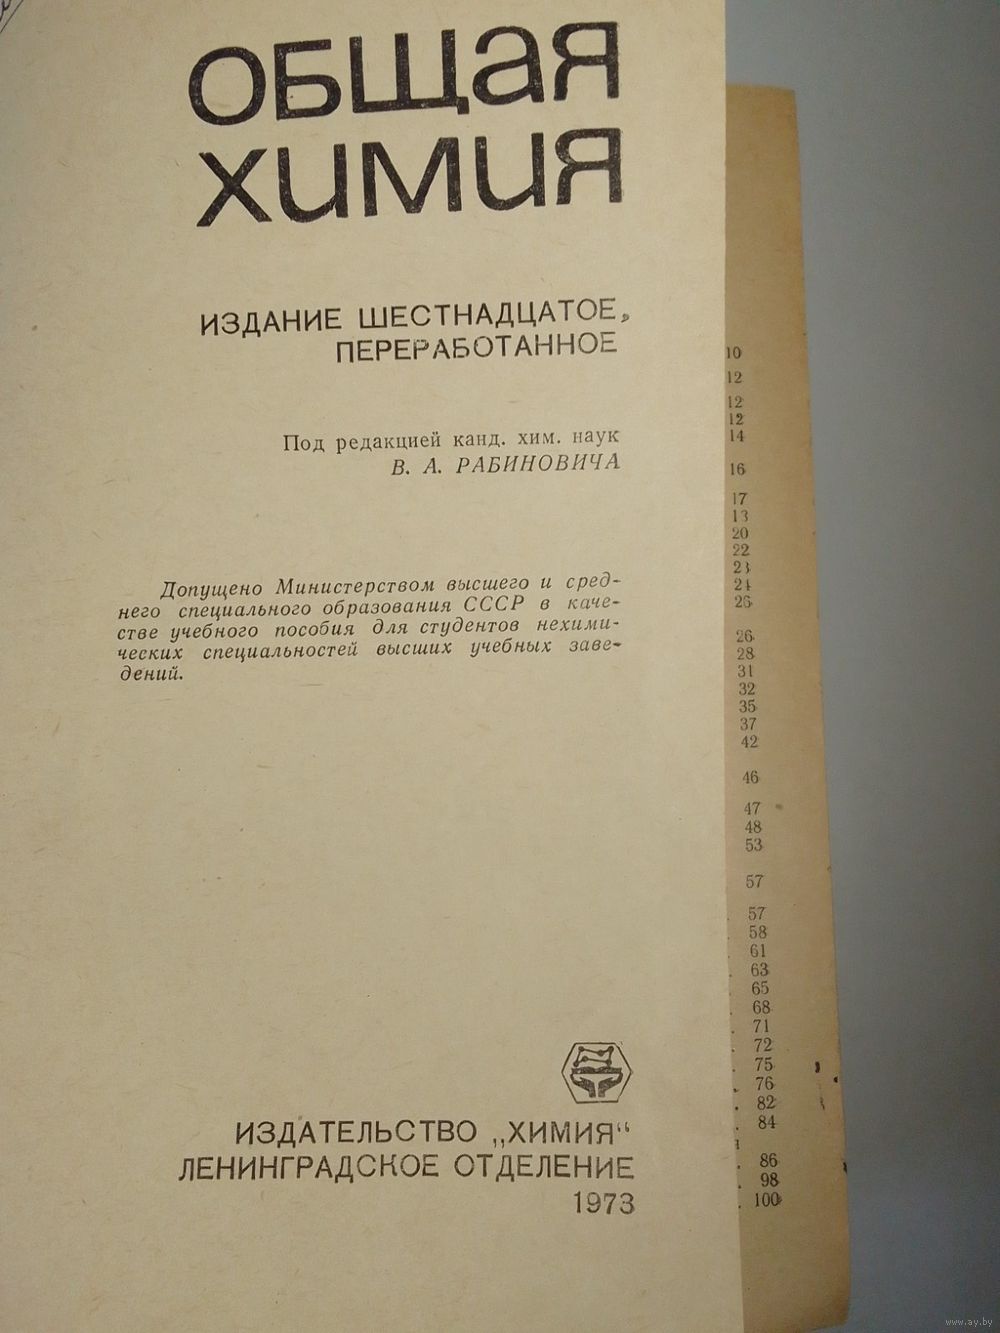 ОБЩАЯ
ХИМИЯ
ИЗДАНИЕ ШЕСТНАДЦАТОЕ,
ПЕРЕРАБОТАННОЕ
Под редакцией канд. хим. наук
В. А. РАБИНОВИЧА
Допущено Министерством высшего и сред-
него специального образования СССР в каче-
стве учебного пособия для студентов нехими-
ческих специальностей высших учебных заве-
дений.
ИЗДАТЕЛЬСТВО „ХИМИЯ“
ЛЕНИНГРАДСКОЕ ОТДЕЛЕНИЕ
1973
10
12
12
12
14
16
17
20
22
26
28
31
32
35
37
42
46
47
48
53
57
57
58
61
63
65
68
71
72
75
76
82
84
86
98
100
www.ay.by